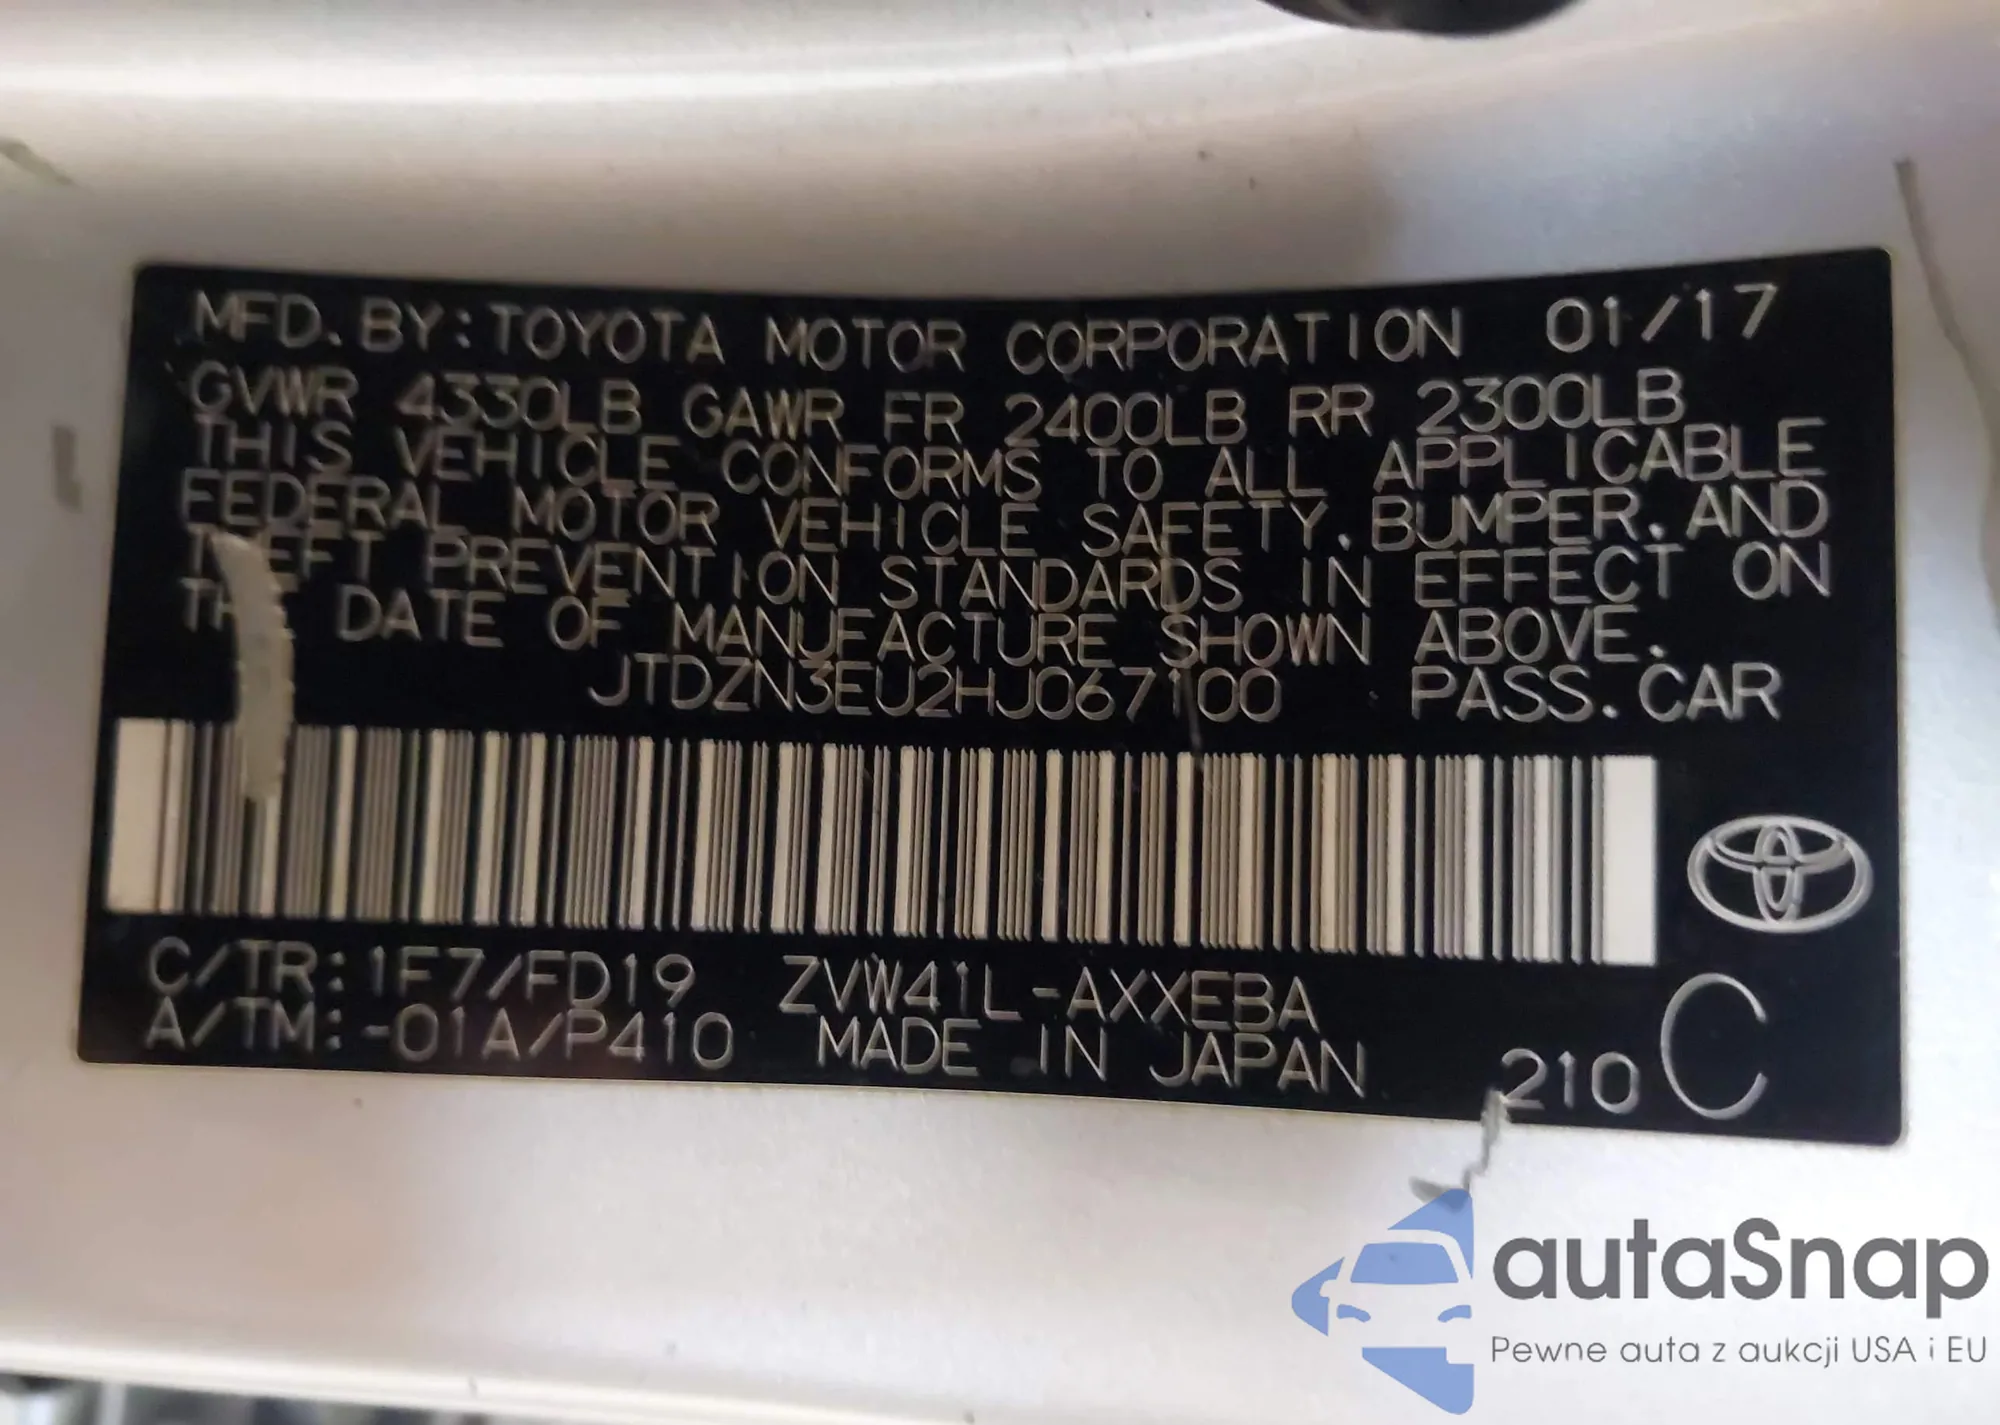 MFD. BY: TOYOTA MOTOR CORPORATION 01/17
GVWR 4330LB GAWR FR 2400LB RR 2300LB
THIS VEHICLE CONFORMS TO ALL APPLICABLE
FEDERAL MOTOR VEHICLE SAFETY. BUMPER. AND
THEFT PREVENTION STANDARDS IN EFFECT ON
THE DATE OF MANUFACTURE SHOWN ABOVE.
JTDZN3EU2HJ067100 PASS. CAR
C/TR: 1F7/FD19 ZVW41L-AXXEBA
A/TM: -01A/P410 MADE IN JAPAN 210 C
autaSnap
Pewne auta z aukcji USA i EU